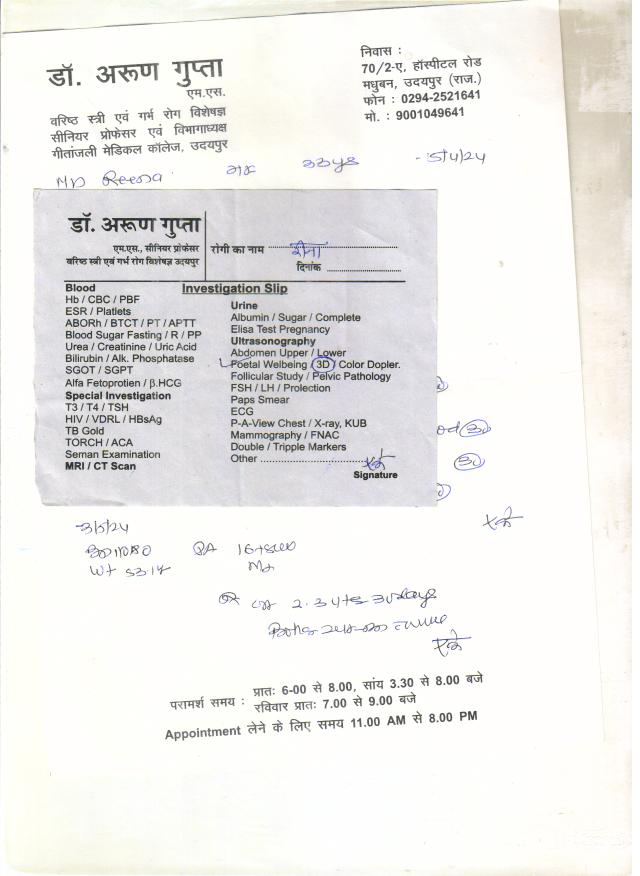 डॉ. अरूण गुप्ता
एम.एस.
वरिष्ठ स्त्री एवं गर्भ रोग विशेषज्ञ
सीनियर प्रोफेसर एवं विभागाध्यक्ष
गीतांजली मेडिकल कॉलेज, उदयपुर
निवास :
70/2-ए, हॉस्पीटल रोड
मधुबन, उदयपुर (राज.)
फोन : 0294-2521641
मो. : 9001049641
Reena
5/4/24
डॉ. अरूण गुप्ता
एम.एस., सीनियर प्रोफेसर
वरिष्ठ स्त्री एवं गर्भ रोग विशेषज्ञ उदयपुर
रोगी का नाम रीना
दिनांक
Investigation Slip
Blood
Hb / CBC / PBF
ESR / Platlets
ABORh / BTCT / PT / APTT
Blood Sugar Fasting / R / PP
Urea / Creatinine / Uric Acid
Bilirubin / Alk. Phosphatase
SGOT / SGPT
Alfa Fetoprotien / β.HCG
Special Investigation
T3 / T4 / TSH
HIV / VDRL / HBsAg
TB Gold
TORCH / ACA
Seman Examination
MRI / CT Scan
Urine
Albumin / Sugar / Complete
Elisa Test Pregnancy
Ultrasonography
Abdomen Upper / Lower
Foetal Welbeing (3D) Color Dopler.
Follicular Study / Pelvic Pathology
FSH / LH / Prolection
Paps Smear
ECG
P-A-View Chest / X-ray, KUB
Mammography / FNAC
Double / Tripple Markers
Other
Signature
3/5/24
परामर्श समय : प्रातः 6-00 से 8.00, सांय 3.30 से 8.00 बजे
रविवार प्रातः 7.00 से 9.00 बजे
Appointment लेने के लिए समय 11.00 AM से 8.00 PM